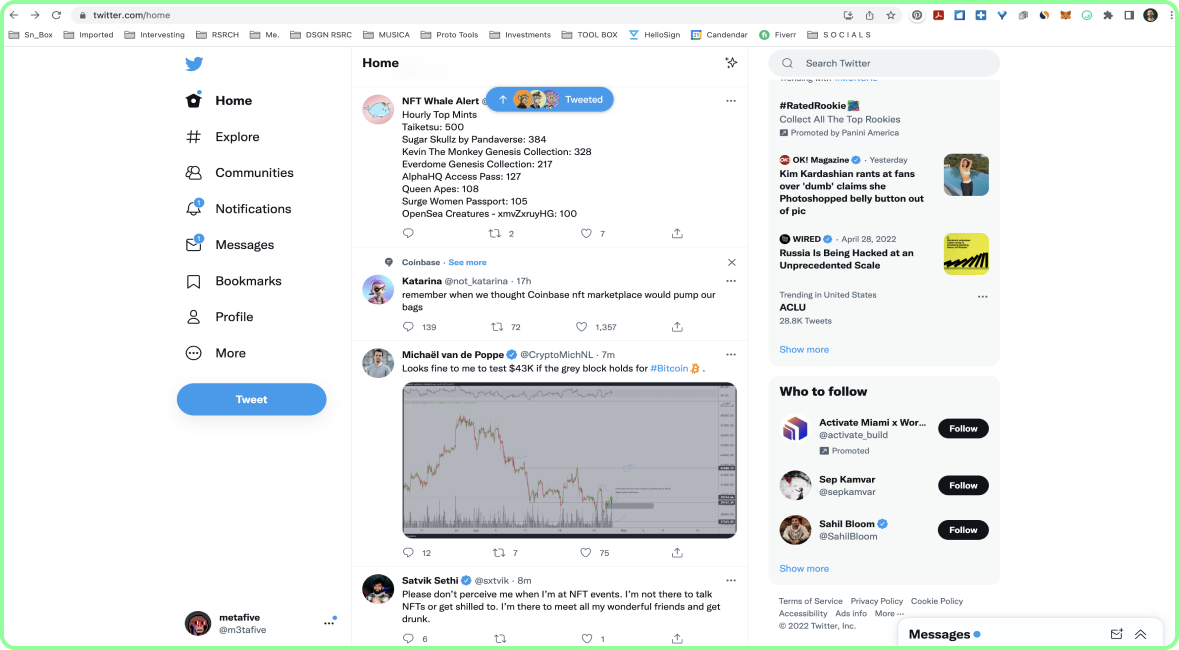 twitter.com/home
Sn_Box
Imported
Intervesting
RSRCH
Me.
DSGN RSRC
MUSICA
Proto Tools
Investments
TOOL BOX
HelloSign
Candendar
Fiverr
S O C I A L S
Home
Explore
Communities
1
Notifications
1
Messages
Bookmarks
Profile
More
Tweet
metafive
@m3tafive
Home
Tweeted
NFT Whale Alert
Hourly Top Mints
Taiketsu: 500
Sugar Skullz by Pandaverse: 384
Kevin The Monkey Genesis Collection: 328
Everdome Genesis Collection: 217
AlphaHQ Access Pass: 127
Queen Apes: 108
Surge Women Passport: 105
OpenSea Creatures - xmvZxruyHG: 100
2
7
Coinbase · See more
Katarina @not_katarina · 17h
remember when we thought Coinbase nft marketplace would pump our
bags
139
72
1,357
Michaël van de Poppe @CryptoMichNL · 7m
Looks fine to me to test $43K if the grey block holds for #Bitcoin .
12
7
75
Satvik Sethi @sxtvik · 8m
Please don't perceive me when I'm at NFT events. I'm not there to talk
NFTs or get shilled to. I'm there to meet all my wonderful friends and get
drunk.
6
1
Search Twitter
#RatedRookie
Collect All The Top Rookies
Promoted by Panini America
OK! Magazine · Yesterday
Kim Kardashian rants at fans
over 'dumb' claims she
Photoshopped belly button out
of pic
WIRED · April 28, 2022
Russia Is Being Hacked at an
Unprecedented Scale
Trending in United States
ACLU
28.8K Tweets
Show more
Who to follow
Activate Miami x Wor...
@activate_build
Promoted
Follow
Sep Kamvar
@sepkamvar
Follow
Sahil Bloom
@SahilBloom
Follow
Show more
Terms of Service Privacy Policy Cookie Policy
Accessibility Ads info More ···
© 2022 Twitter, Inc.
Messages